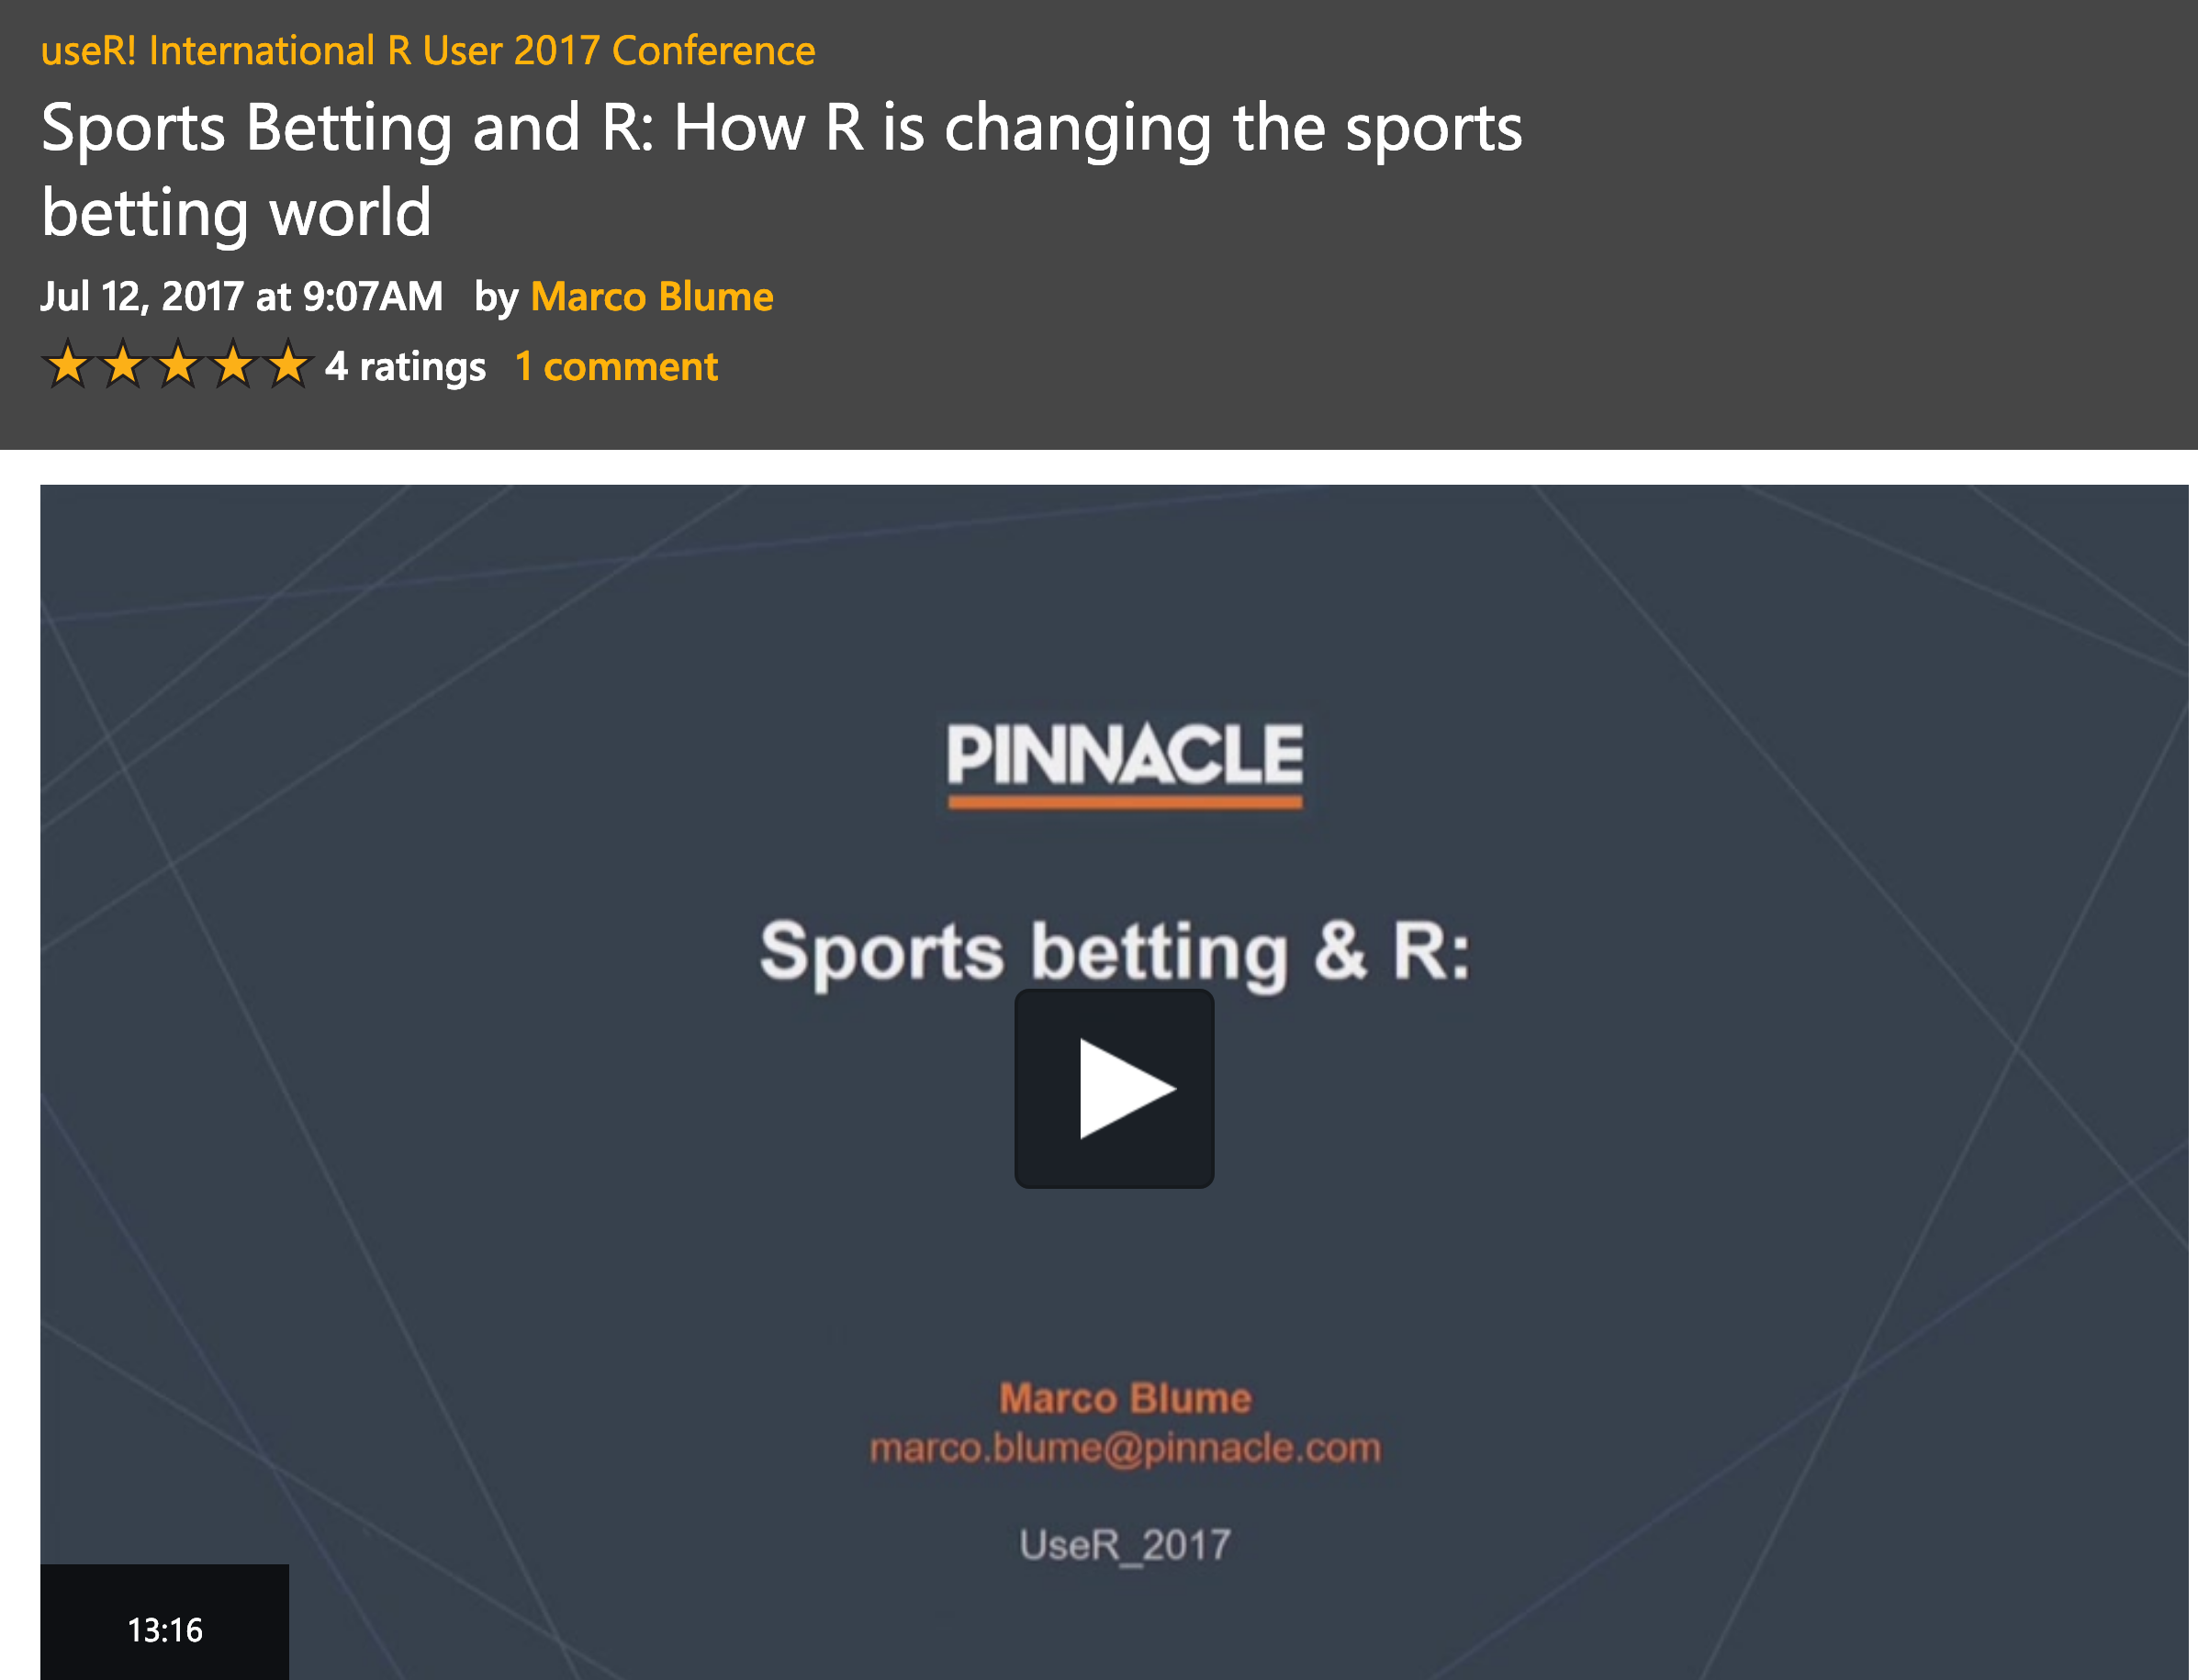 useR! International R User 2017 Conference
Sports Betting and R: How R is changing the sports
betting world
Jul 12, 2017 at 9:07AM by Marco Blume
4 ratings 1 comment
PINNACLE
Sports betting & R:
Marco Blume
marco.blume@pinnacle.com
UseR_2017
13:16